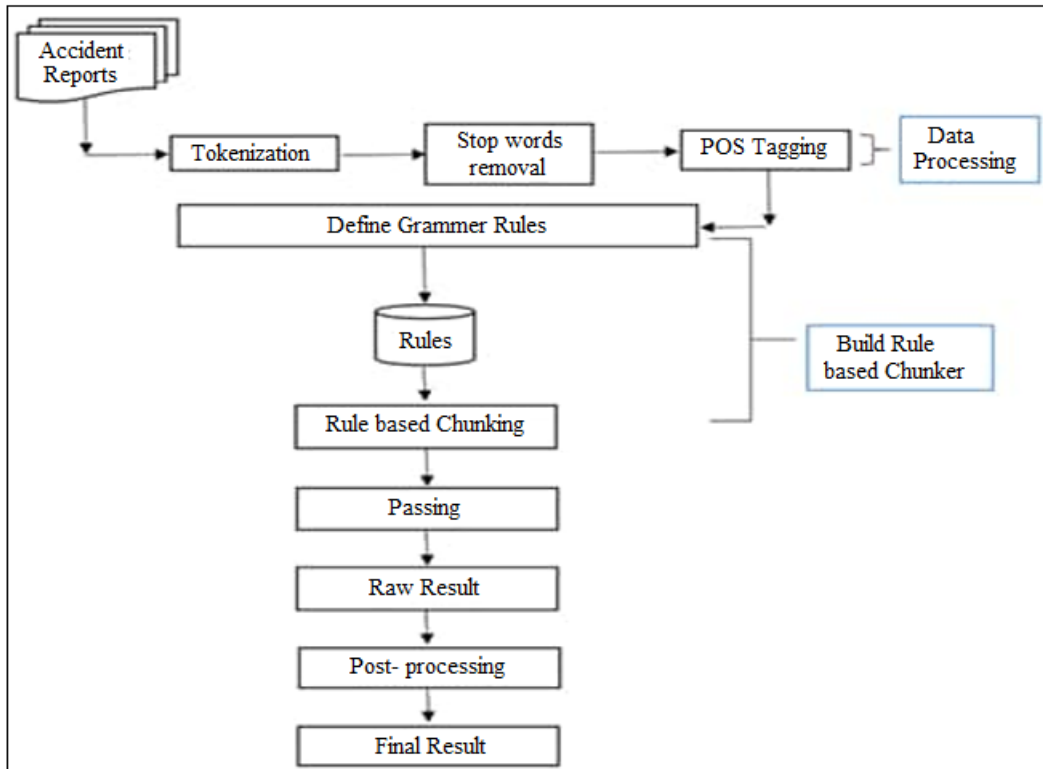 Accident
Reports
Tokenization
Stop words
removal
POS Tagging
Data
Processing
Define Grammer Rules
Rules
Build Rule
based Chunker
Rule based Chunking
Passing
Raw Result
Post- processing
Final Result